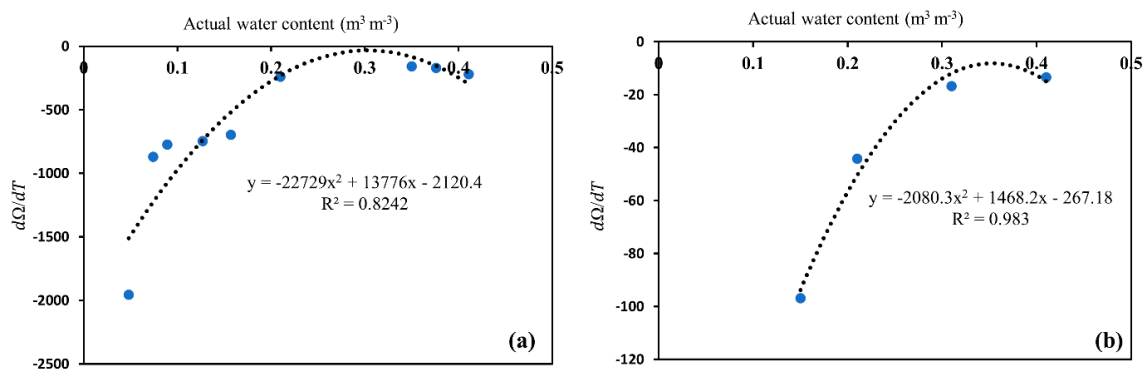 Actual water content (m³ m⁻³)
0
0 0.1 0.2 0.3 0.4 0.5
-500
-1000
-1500
-2000
-2500
dΩ/dT
y = -22729x² + 13776x - 2120.4
R² = 0.8242
(a)
Actual water content (m³ m⁻³)
0
0 0.1 0.2 0.3 0.4 0.5
-20
-40
-60
-80
-100
-120
dΩ/dT
y = -2080.3x² + 1468.2x - 267.18
R² = 0.983
(b)